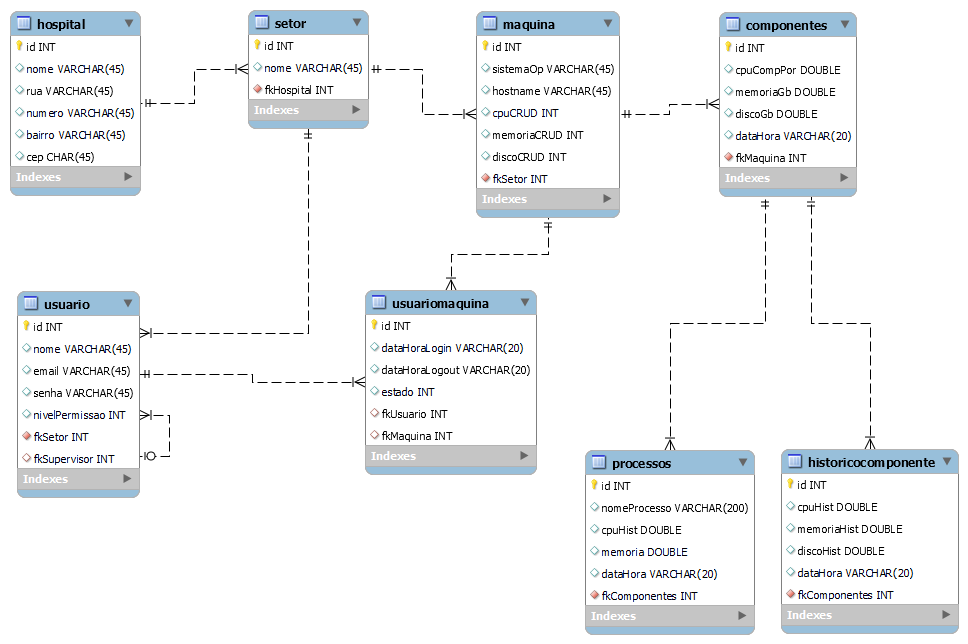 hospital
id INT
nome VARCHAR(45)
rua VARCHAR(45)
numero VARCHAR(45)
bairro VARCHAR(45)
cep CHAR(45)
Indexes
setor
id INT
nome VARCHAR(45)
fkHospital INT
Indexes
maquina
id INT
sistemaOp VARCHAR(45)
hostname VARCHAR(45)
cpuCRUD INT
memoriaCRUD INT
discoCRUD INT
fkSetor INT
Indexes
componentes
id INT
cpuCompPor DOUBLE
memoriaGb DOUBLE
discoGb DOUBLE
dataHora VARCHAR(20)
fkMaquina INT
Indexes
usuario
id INT
nome VARCHAR(45)
email VARCHAR(45)
senha VARCHAR(45)
nivelPermissao INT
fkSetor INT
fkSupervisor INT
Indexes
usuariomaquina
id INT
dataHoraLogin VARCHAR(20)
dataHoraLogout VARCHAR(20)
estado INT
fkUsuario INT
fkMaquina INT
Indexes
processos
id INT
nomeProcesso VARCHAR(200)
cpuHist DOUBLE
memoria DOUBLE
dataHora VARCHAR(20)
fkComponentes INT
Indexes
historicocomponente
id INT
cpuHist DOUBLE
memoriaHist DOUBLE
discoHist DOUBLE
dataHora VARCHAR(20)
fkComponentes INT
Indexes